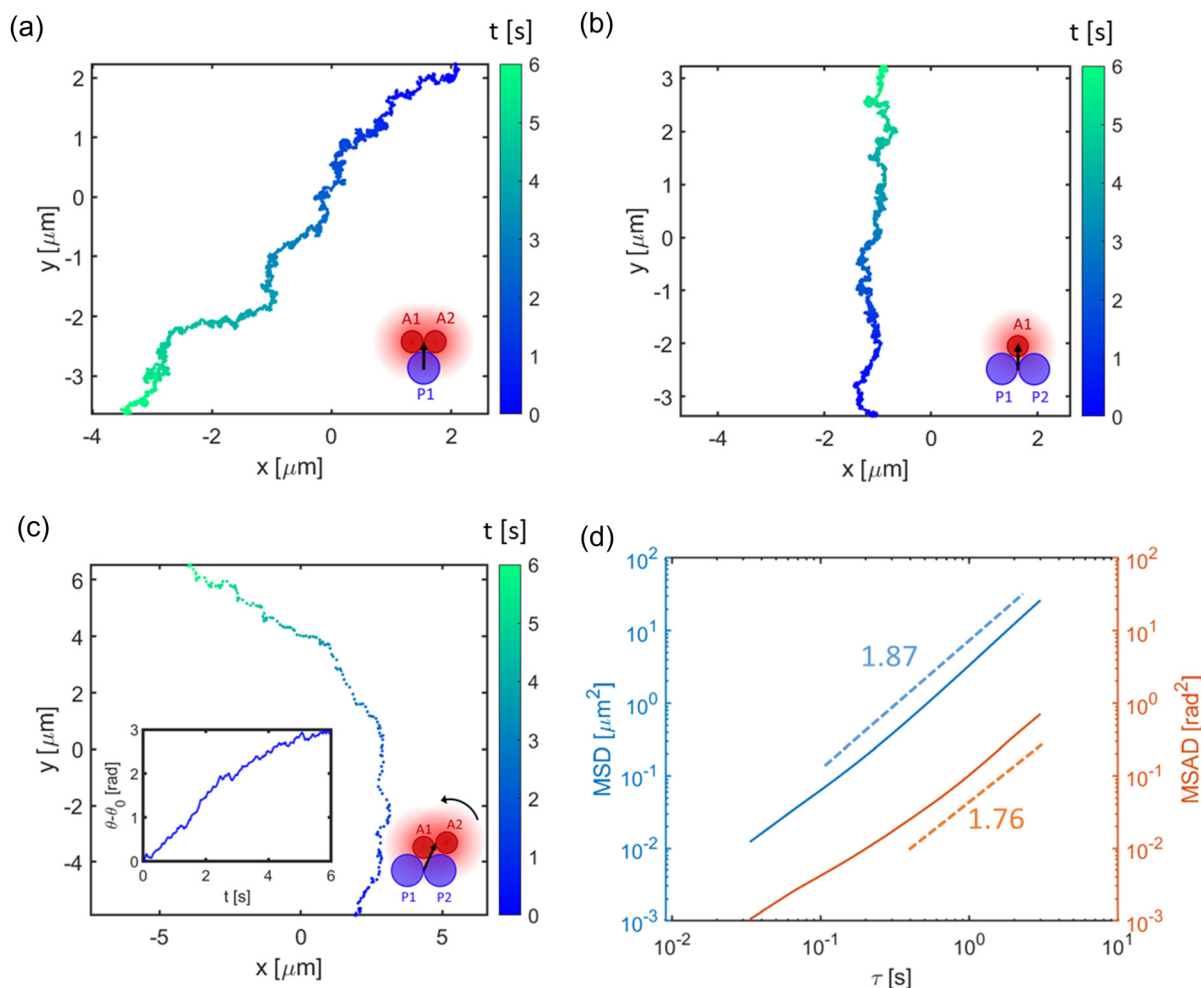 (a)
t [s]
6
5
4
3
2
1
0
y [μm]
2
1
0
-1
-2
-3
-4
-2
0
2
x [μm]
A1 A2
P1
(b)
t [s]
6
5
4
3
2
1
0
y [μm]
3
2
1
0
-1
-2
-3
-4
-2
0
2
x [μm]
A1
P1 P2
(c)
t [s]
6
5
4
3
2
1
0
y [μm]
6
4
2
0
-2
-4
-5
0
5
x [μm]
θ-θ0 [rad]
3
2
1
0
0 2 4 6
t [s]
A1 A2
P1 P2
(d)
MSD [μm²]
10²
10¹
10⁰
10⁻¹
10⁻²
10⁻³
1.87
1.76
10²
10¹
10⁰
10⁻¹
10⁻²
10⁻³
MSAD [rad²]
10⁻² 10⁻¹ 10⁰ 10¹
τ [s]